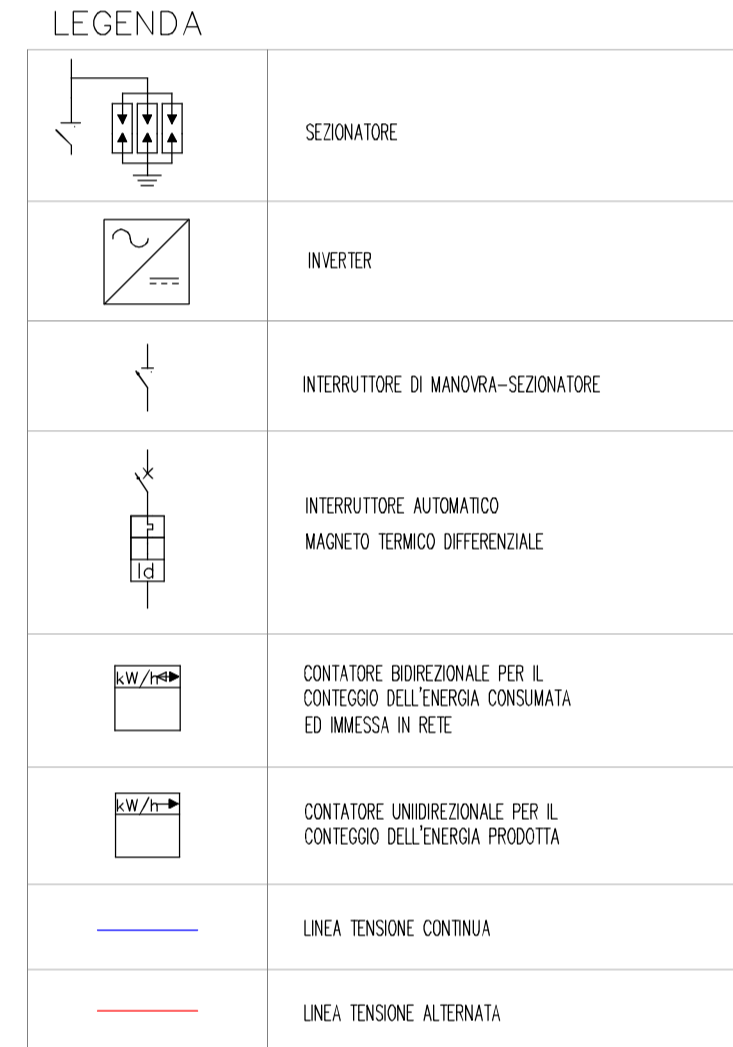 LEGENDA
SEZIONATORE
INVERTER
INTERRUTTORE DI MANOVRA-SEZIONATORE
INTERRUTTORE AUTOMATICO
MAGNETO TERMICO DIFFERENZIALE
Id
kW/h
CONTATORE BIDIREZIONALE PER IL
CONTEGGIO DELL'ENERGIA CONSUMATA
ED IMMESSA IN RETE
kW/h
CONTATORE UNIIDIREZIONALE PER IL
CONTEGGIO DELL'ENERGIA PRODOTTA
LINEA TENSIONE CONTINUA
LINEA TENSIONE ALTERNATA